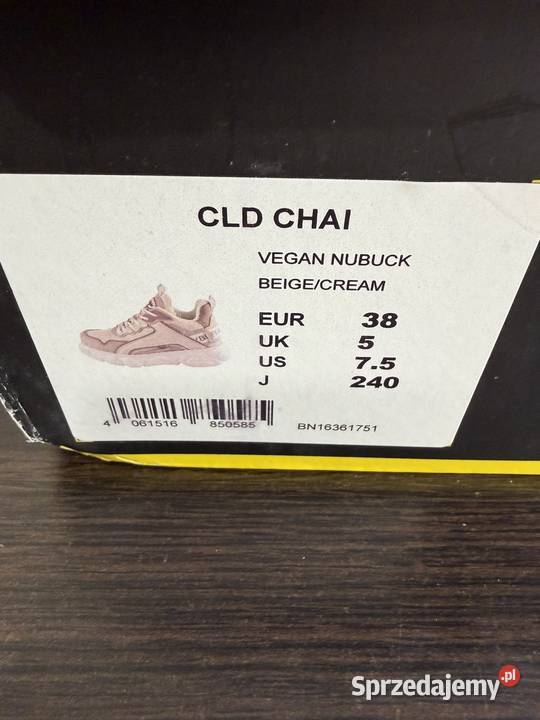 CLD CHAI
VEGAN NUBUCK
BEIGE/CREAM
EUR 38
UK 5
US 7.5
J 240
4 061516 850585
BN16361751
Sprzedajemy.pl